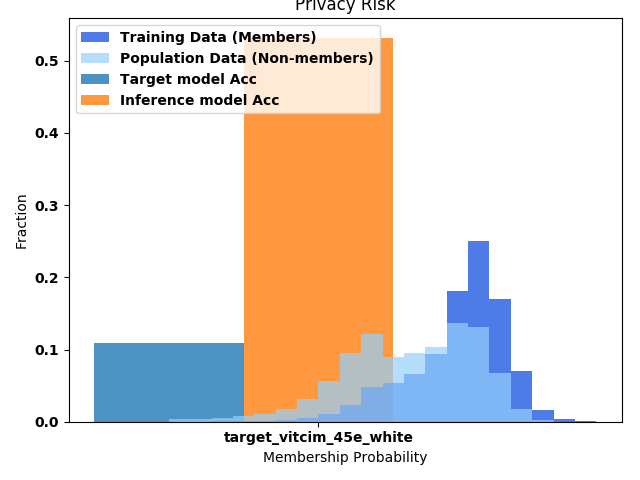 Privacy Risk
Training Data (Members)
Population Data (Non-members)
Target model Acc
Inference model Acc
0.5
0.4
0.3
0.2
0.1
0.0
Fraction
target_vitcim_45e_white
Membership Probability